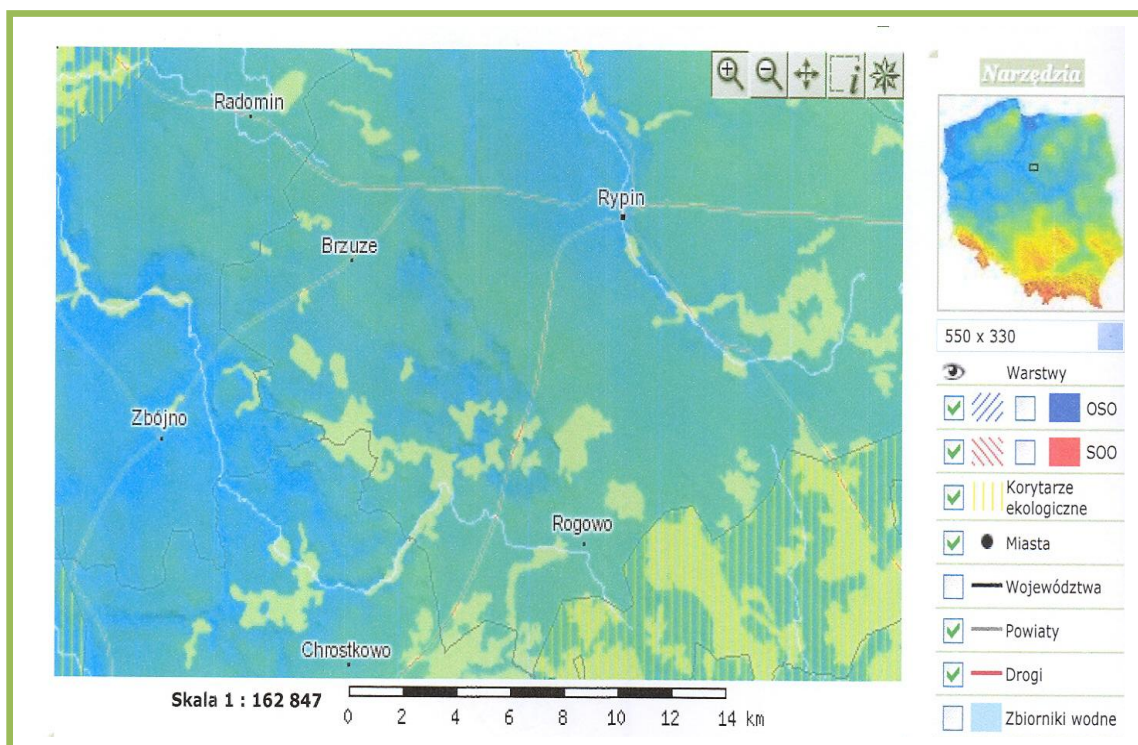 Radomin
Rypin
Brzuze
Zbójno
Rogowo
Chrostkowo
Skala 1 : 162 847
0 2 4 6 8 10 12 14 km
i
Narzędzia
550 x 330
Warstwy
OSO
SOO
Korytarze
ekologiczne
Miasta
Województwa
Powiaty
Drogi
Zbiorniki wodne